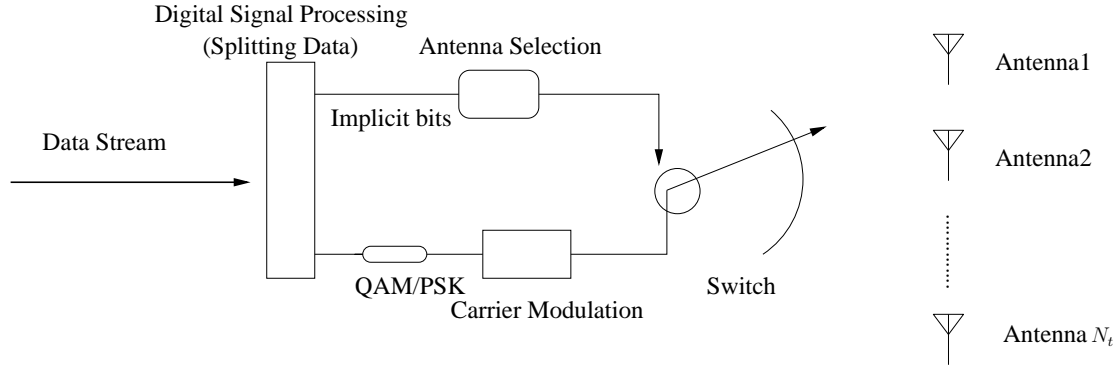 Digital Signal Processing
(Splitting Data)
Antenna Selection
Implicit bits
Data Stream
QAM/PSK
Carrier Modulation
Switch
Antenna1
Antenna2
Antenna N_t